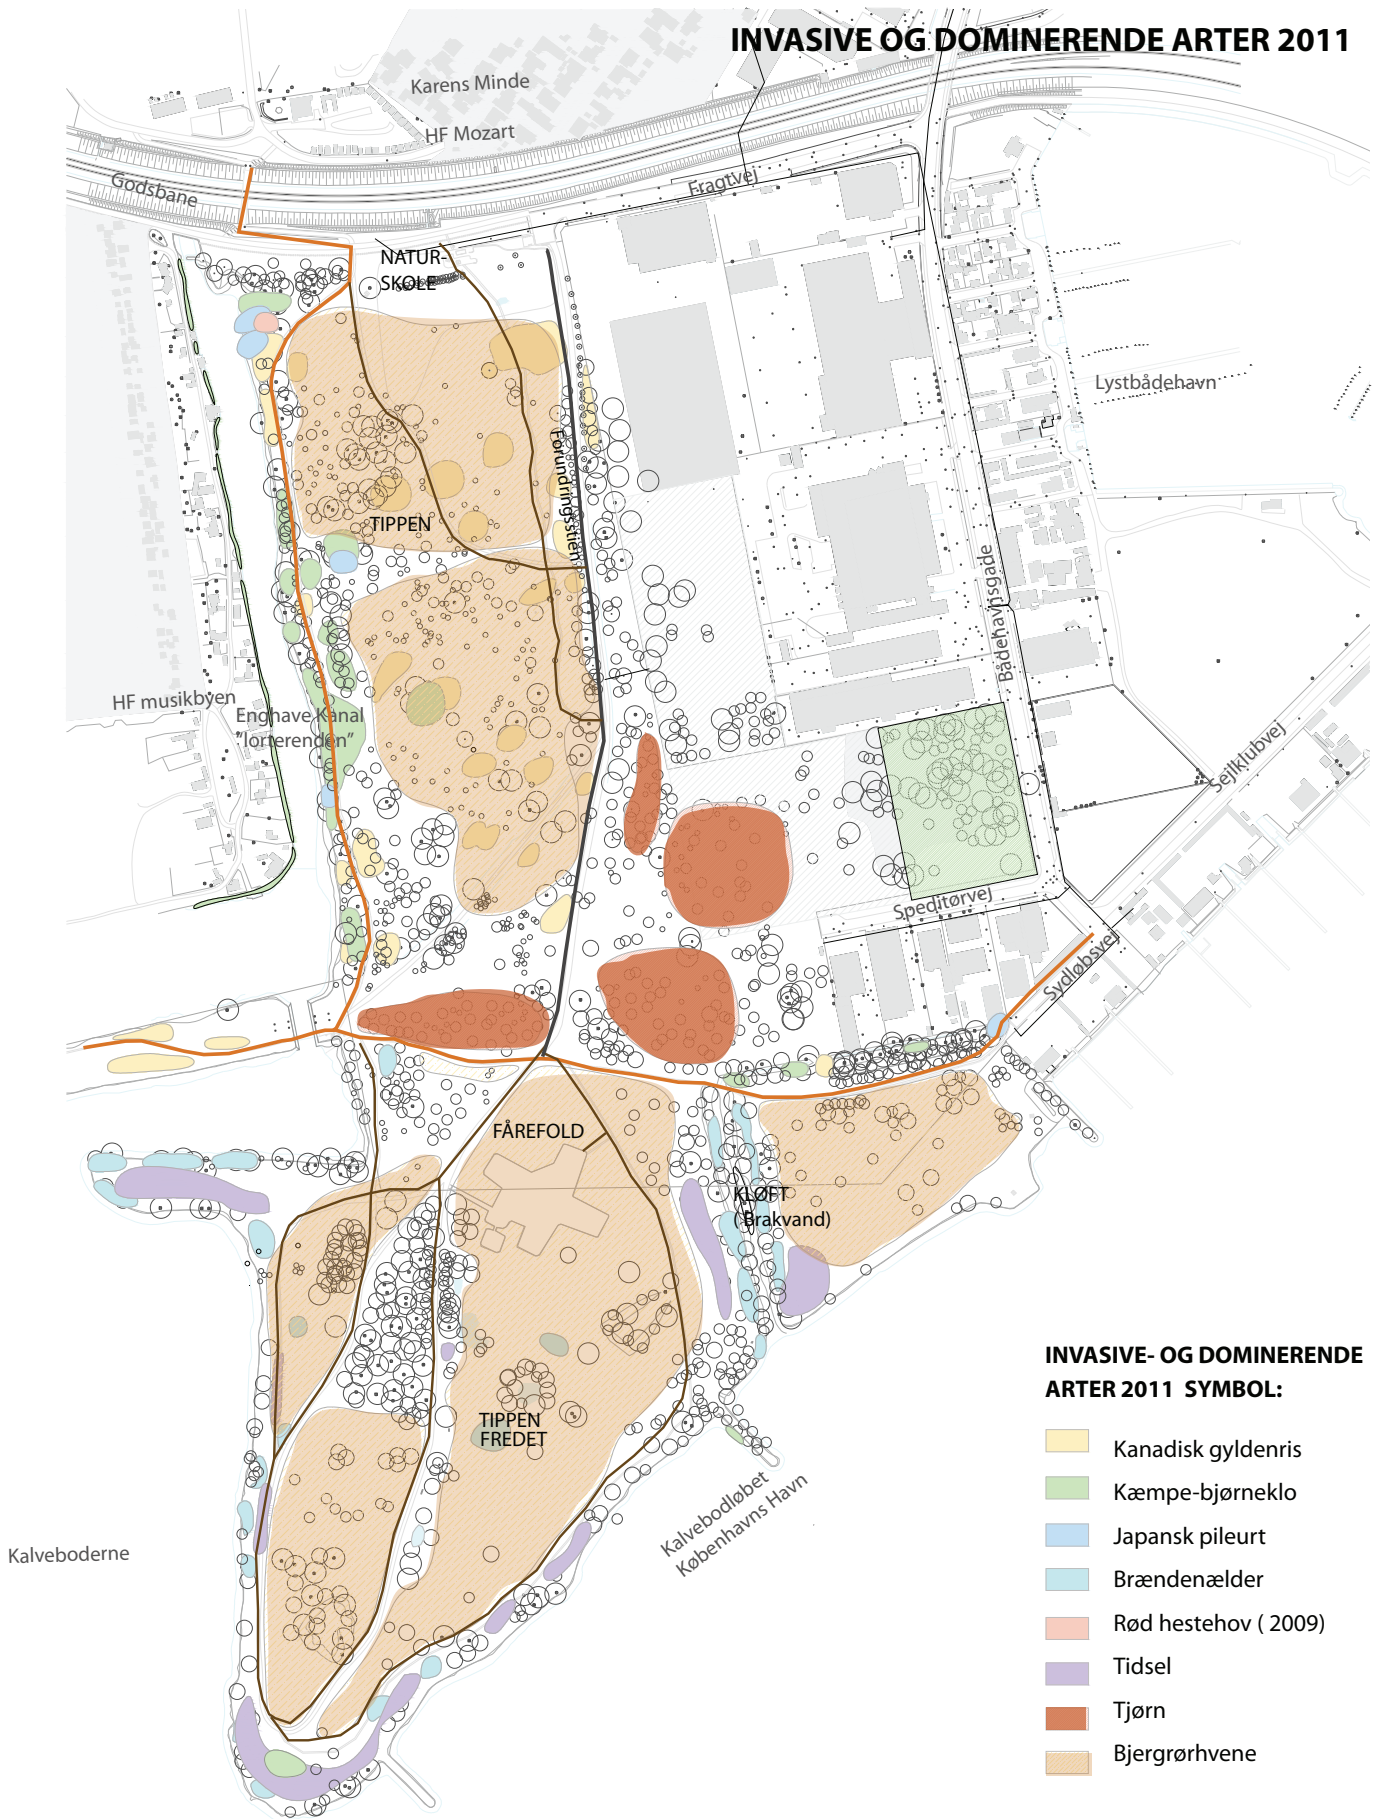 INVASIVE OG DOMINERENDE ARTER 2011
Karens Minde
HF Mozart
Godsbane
Fragtvej
NATUR-
SKOLE
Lystbådehavn
Forundringsstien
TIPPEN
Bådehavnsgade
HF musikbyen
Enghave Kanal
"lorterenden"
Sejlklubvej
Speditørvej
Sydløbsvej
FÅREFOLD
KLØFT
( Brakvand)
TIPPEN
FREDET
Kalvebodløbet
Københavns Havn
Kalveboderne
INVASIVE- OG DOMINERENDE
ARTER 2011 SYMBOL:
Kanadisk gyldenris
Kæmpe-bjørneklo
Japansk pileurt
Brændenælder
Rød hestehov ( 2009)
Tidsel
Tjørn
Bjergrørhvene